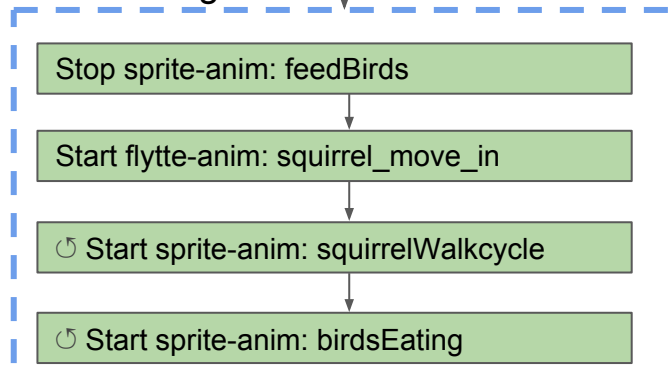 Stop sprite-anim: feedBirds
Start flytte-anim: squirrel_move_in
↺ Start sprite-anim: squirrelWalkcycle
↺ Start sprite-anim: birdsEating